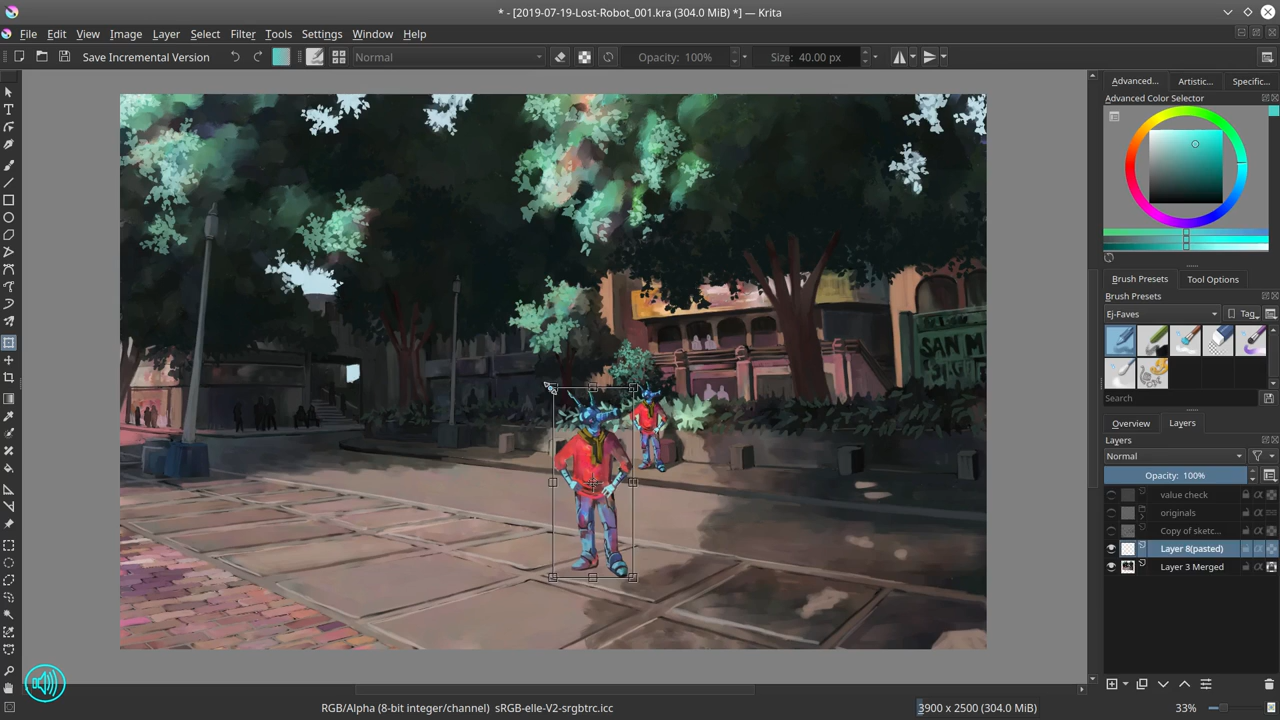 * - [2019-07-19-Lost-Robot_001.kra (304.0 MiB) *] — Krita
File Edit View Image Layer Select Filter Tools Settings Window Help
Save Incremental Version Normal Opacity: 100% Size: 40.00 px
Advanced... Artistic... Specific...
Advanced Color Selector
Brush Presets Tool Options
Brush Presets
Ej-Faves Tag
Search
Overview Layers
Layers
Normal
Opacity: 100%
value check
originals
Copy of sketc...
Layer 8(pasted)
Layer 3 Merged
SAN M
RGB/Alpha (8-bit integer/channel) sRGB-elle-V2-srgbtrc.icc 3900 x 2500 (304.0 MiB) 33%